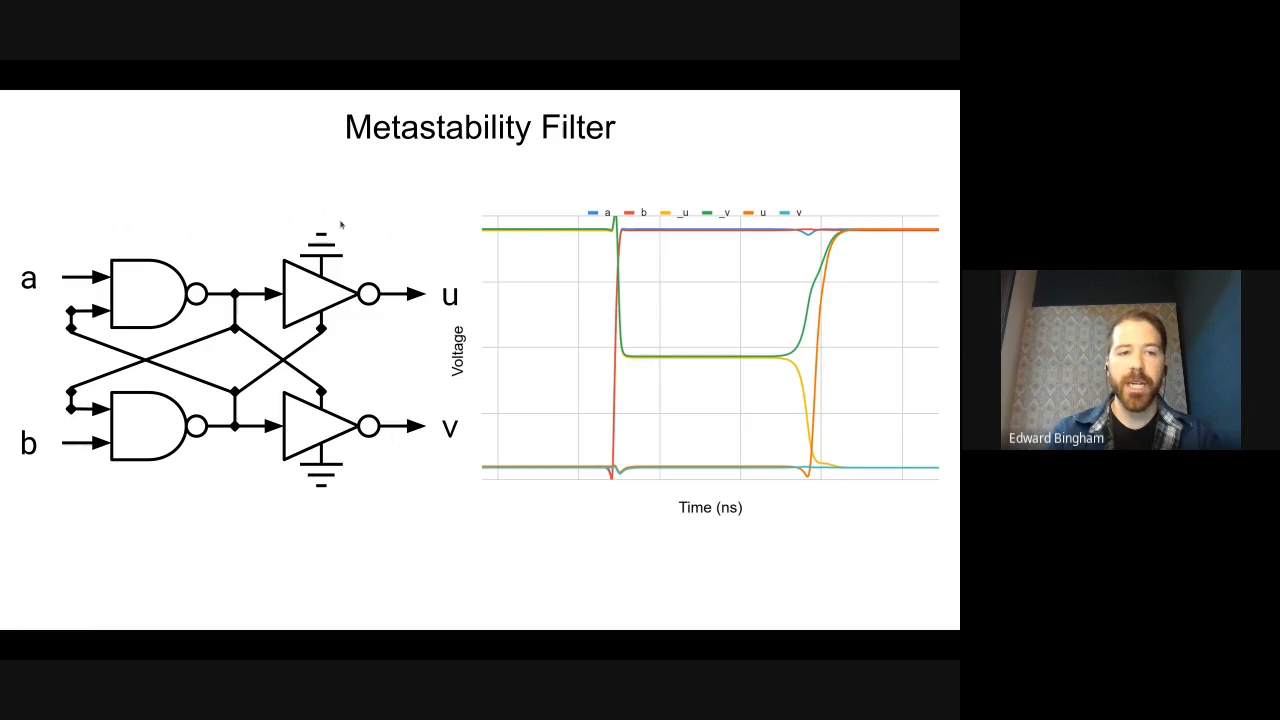 Metastability Filter
a
b
u
v
a b _u _v u v
Voltage
Time (ns)
Edward Bingham